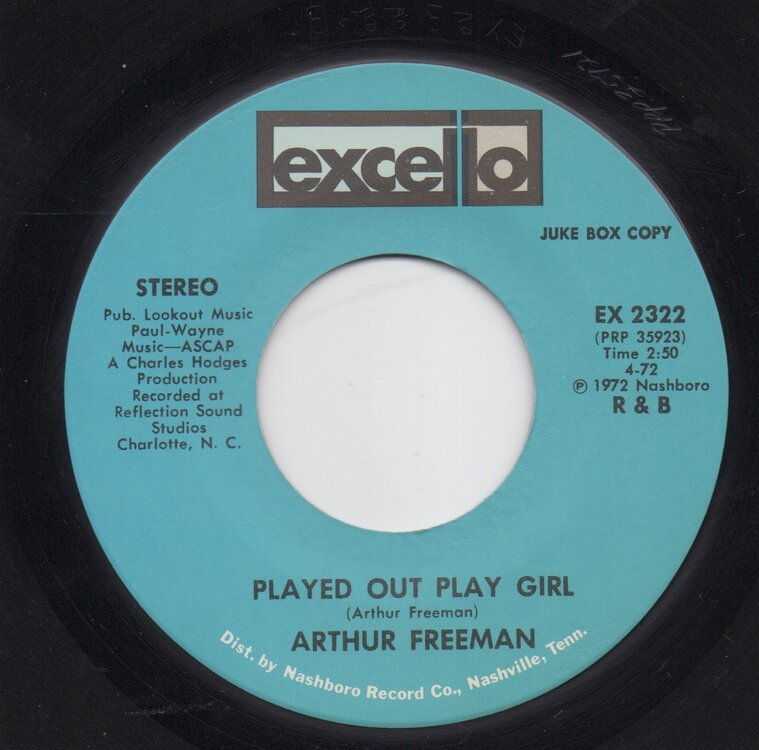 excello
JUKE BOX COPY
STEREO
Pub. Lookout Music
Paul-Wayne
Music—ASCAP
A Charles Hodges
Production
Recorded at
Reflection Sound
Studios
Charlotte, N. C.
EX 2322
(PRP 35923)
Time 2:50
4-72
℗ 1972 Nashboro
R & B
PLAYED OUT PLAY GIRL
(Arthur Freeman)
ARTHUR FREEMAN
Dist. by Nashboro Record Co., Nashville, Tenn.